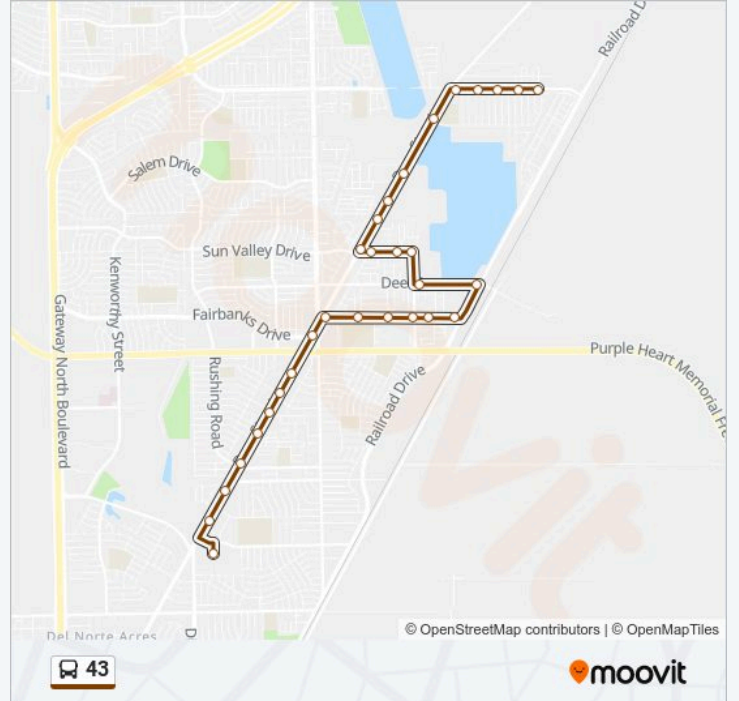 Railroad D
Salem Drive
Sun Valley Drive
Dee
Kenworthy Street
Gateway North Boulevard
Fairbanks Drive
Rushing Road
Purple Heart Memorial Fre
Railroad Drive
Del Norte Acres
D
© OpenStreetMap contributors | © OpenMapTiles
43
moovit